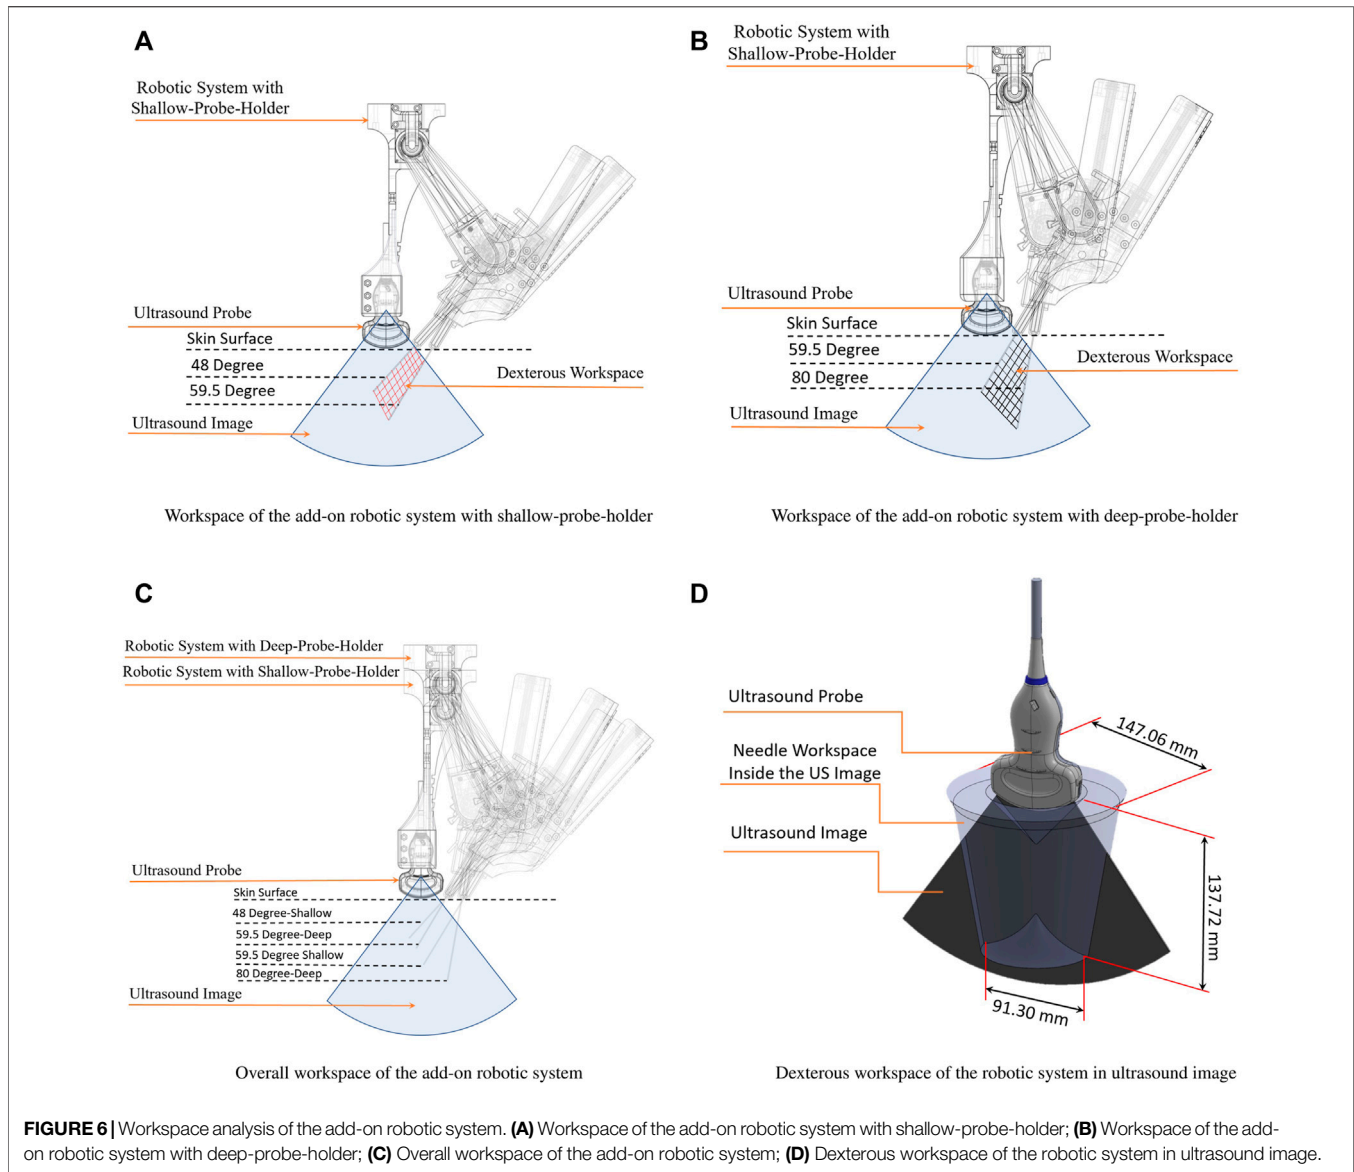 A
Robotic System with
Shallow-Probe-Holder
Ultrasound Probe
Skin Surface
48 Degree
59.5 Degree
Dexterous Workspace
Ultrasound Image
Workspace of the add-on robotic system with shallow-probe-holder
B
Robotic System with
Shallow-Probe-Holder
Ultrasound Probe
Skin Surface
59.5 Degree
80 Degree
Dexterous Workspace
Ultrasound Image
Workspace of the add-on robotic system with deep-probe-holder
C
Robotic System with Deep-Probe-Holder
Robotic System with Shallow-Probe-Holder
Ultrasound Probe
Skin Surface
48 Degree-Shallow
59.5 Degree-Deep
59.5 Degree Shallow
80 Degree-Deep
Ultrasound Image
Overall workspace of the add-on robotic system
D
Ultrasound Probe
Needle Workspace
Inside the US Image
Ultrasound Image
147.06 mm
137.72 mm
91.30 mm
Dexterous workspace of the robotic system in ultrasound image
FIGURE 6 | Workspace analysis of the add-on robotic system. (A) Workspace of the add-on robotic system with shallow-probe-holder; (B) Workspace of the add-
on robotic system with deep-probe-holder; (C) Overall workspace of the add-on robotic system; (D) Dexterous workspace of the robotic system in ultrasound image.